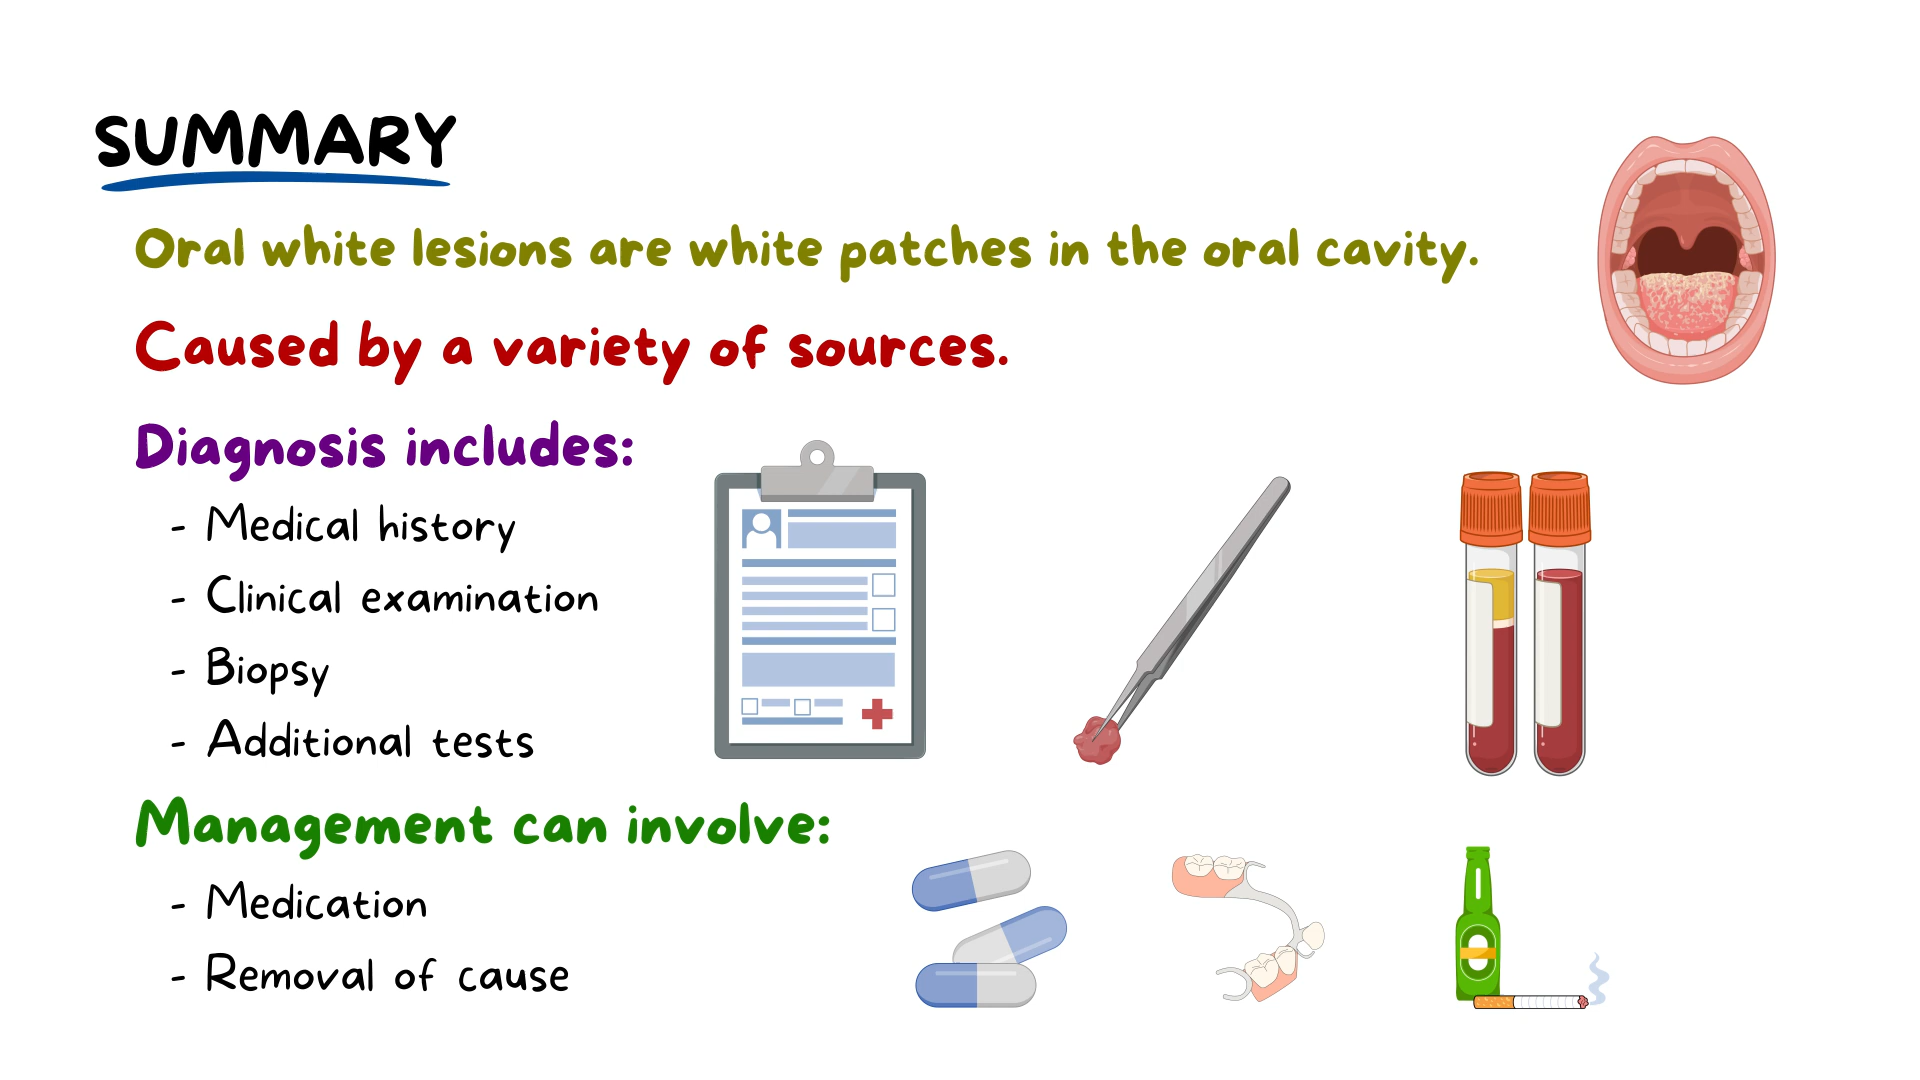 SUMMARY
Oral white lesions are white patches in the oral cavity.
Caused by a variety of sources.
Diagnosis includes:
- Medical history
- Clinical examination
- Biopsy
- Additional tests
Management can involve:
- Medication
- Removal of cause